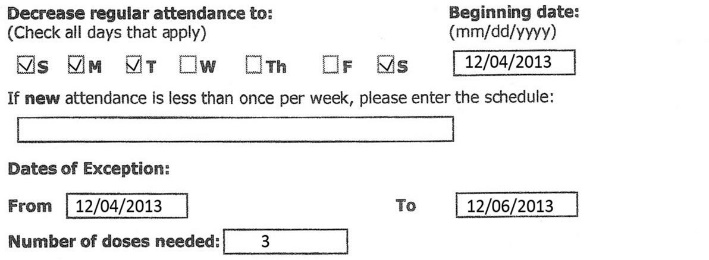 Decrease regular attendance to: Beginning date:
(Check all days that apply) (mm/dd/yyyy)
☑S ☑M ☑T ☐W ☐Th ☐F ☑S 12/04/2013
If new attendance is less than once per week, please enter the schedule:
Dates of Exception:
From 12/04/2013 To 12/06/2013
Number of doses needed: 3